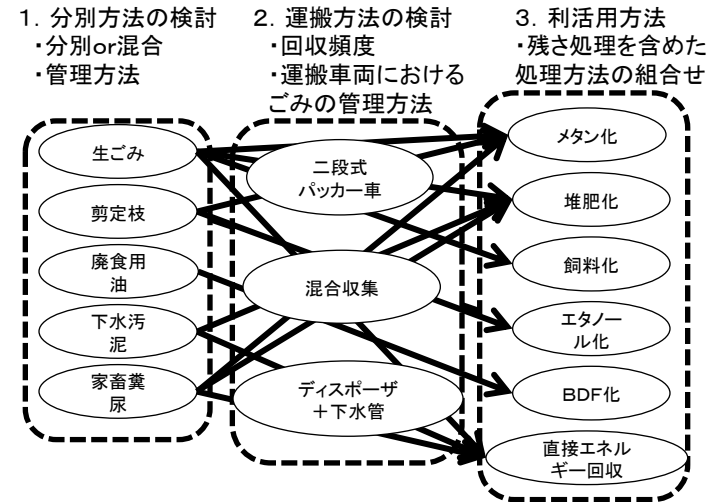 1．分別方法の検討
・分別or混合
・管理方法
2．運搬方法の検討
・回収頻度
・運搬車両における
ごみの管理方法
3．利活用方法
・残さ処理を含めた
処理方法の組合せ
生ごみ
剪定枝
廃食用
油
下水汚
泥
家畜糞
尿
二段式
パッカー車
混合収集
ディスポーザ
＋下水管
メタン化
堆肥化
飼料化
エタノー
ル化
BDF化
直接エネル
ギー回収